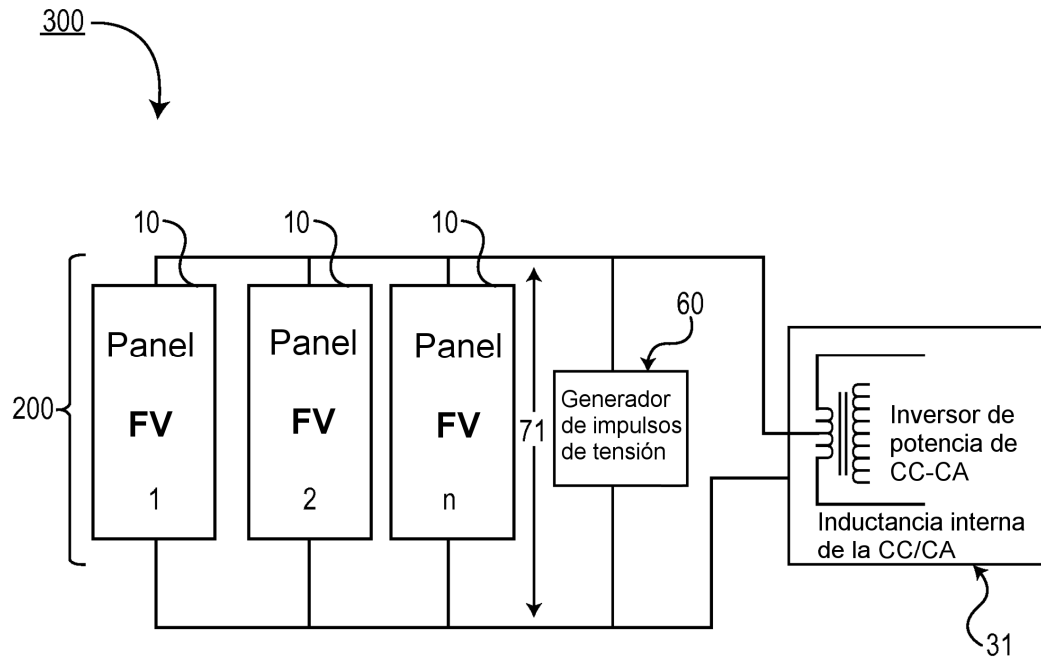 300
10
10
10
Panel
FV
1
Panel
FV
2
Panel
FV
n
200
71
60
Generador
de impulsos
de tensión
Inversor de
potencia de
CC-CA
Inductancia interna
de la CC/CA
31